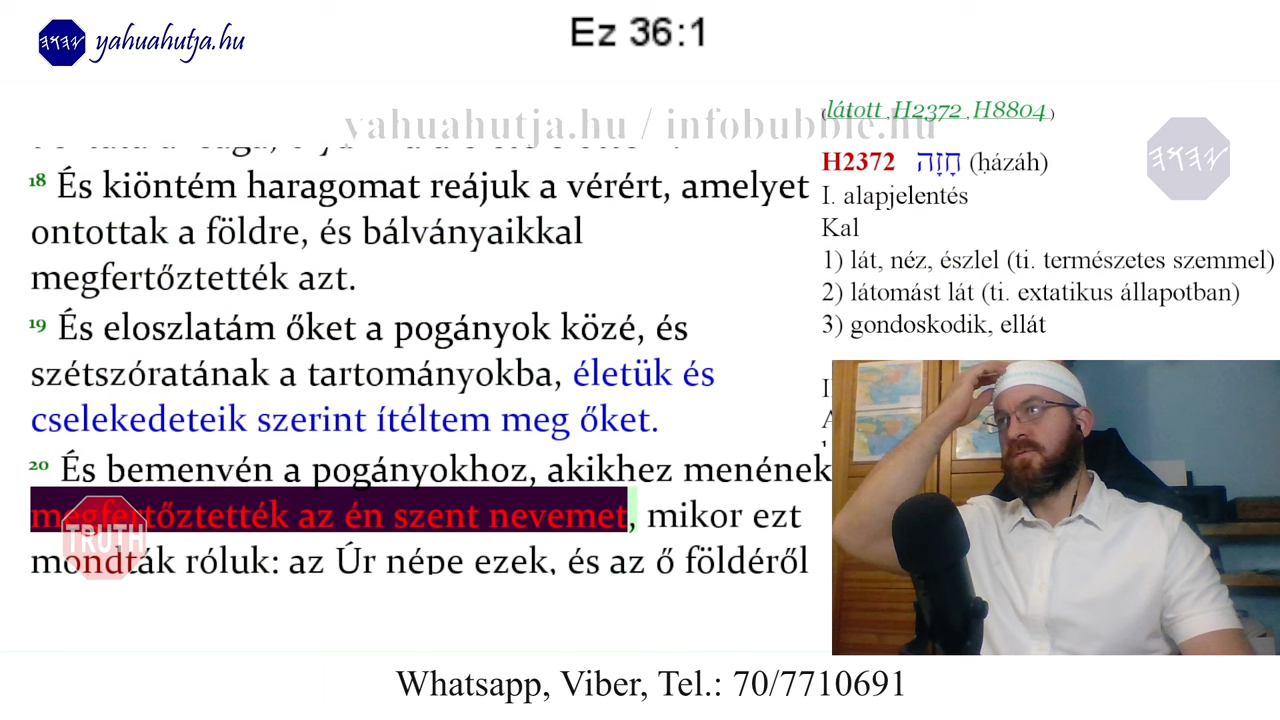 Ez 36:1
yahuahutja.hu
yahuahutja.hu / infobubble.hu
(látott ,H2372 ,H8804 )
18 És kiöntém haragomat reájuk a vérért, amelyet
ontottak a földre, és bálványaikkal
megfertőztették azt.
19 És eloszlatám őket a pogányok közé, és
szétszóratának a tartományokba, életük és
cselekedeteik szerint ítéltem meg őket.
20 És bemenvén a pogányokhoz, akikhez menének
megfertőztették az én szent nevemet, mikor ezt
mondták róluk: az Úr népe ezek, és az ő földéről
TRUTH
H2372 חָזָה (ḥázáh)
I. alapjelentés
Kal
1) lát, néz, észlel (ti. természetes szemmel)
2) látomást lát (ti. extatikus állapotban)
3) gondoskodik, ellát
Whatsapp, Viber, Tel.: 70/7710691